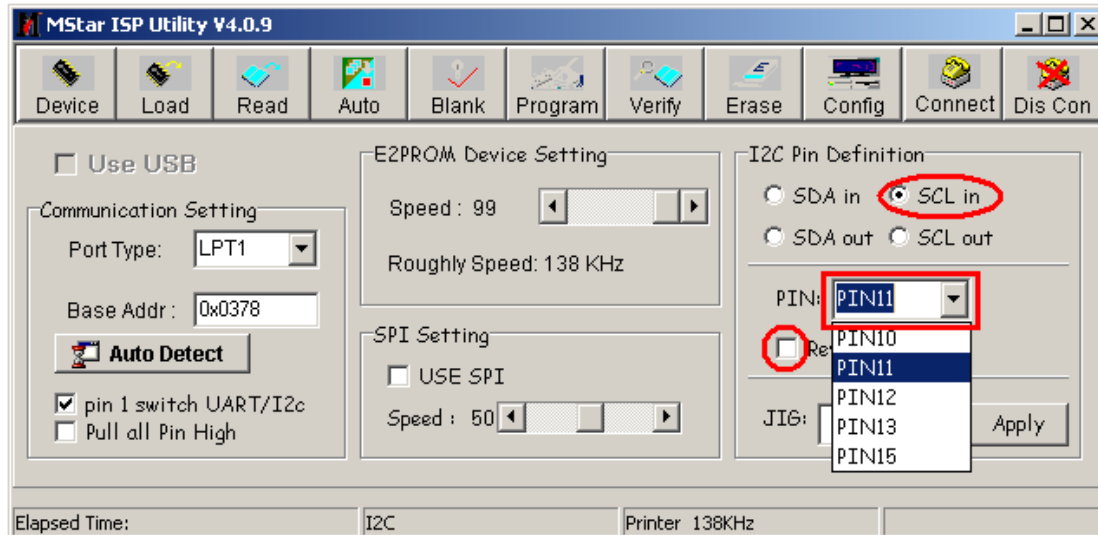 MStar ISP Utility V4.0.9
Device Load Read Auto Blank Program Verify Erase Config Connect Dis Con
Use USB
Communication Setting
Port Type: LPT1
Base Addr : 0x0378
Auto Detect
pin 1 switch UART/I2c
Pull all Pin High
E2PROM Device Setting
Speed : 99
Roughly Speed: 138 KHz
SPI Setting
USE SPI
Speed : 50
I2C Pin Definition
SDA in SCL in
SDA out SCL out
PIN: PIN11
PIN10
PIN11
PIN12
PIN13
PIN15
JIG:
Apply
Elapsed Time: I2C Printer 138KHz